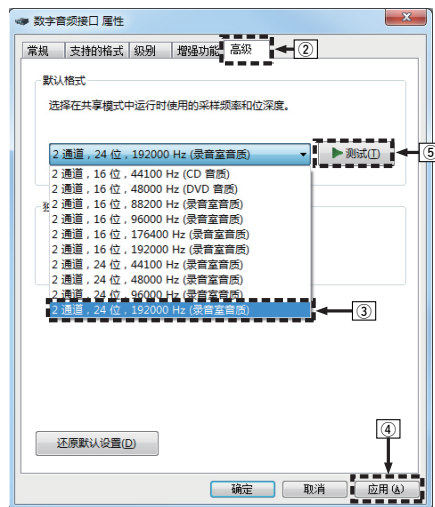 数字音频接口 属性
常规 支持的格式 级别 增强功能 高级
②
默认格式
选择在共享模式中运行时使用的采样频率和位深度。
2 通道，24 位，192000 Hz (录音室音质)
测试(T)
⑤
2 通道，16 位，44100 Hz (CD 音质)
2 通道，16 位，48000 Hz (DVD 音质)
2 通道，16 位，88200 Hz (录音室音质)
2 通道，16 位，96000 Hz (录音室音质)
2 通道，16 位，176400 Hz (录音室音质)
2 通道，16 位，192000 Hz (录音室音质)
2 通道，24 位，44100 Hz (录音室音质)
2 通道，24 位，48000 Hz (录音室音质)
2 通道，24 位，96000 Hz (录音室音质)
2 通道，24 位，192000 Hz (录音室音质)
③
还原默认设置(D)
④
确定 取消 应用(A)